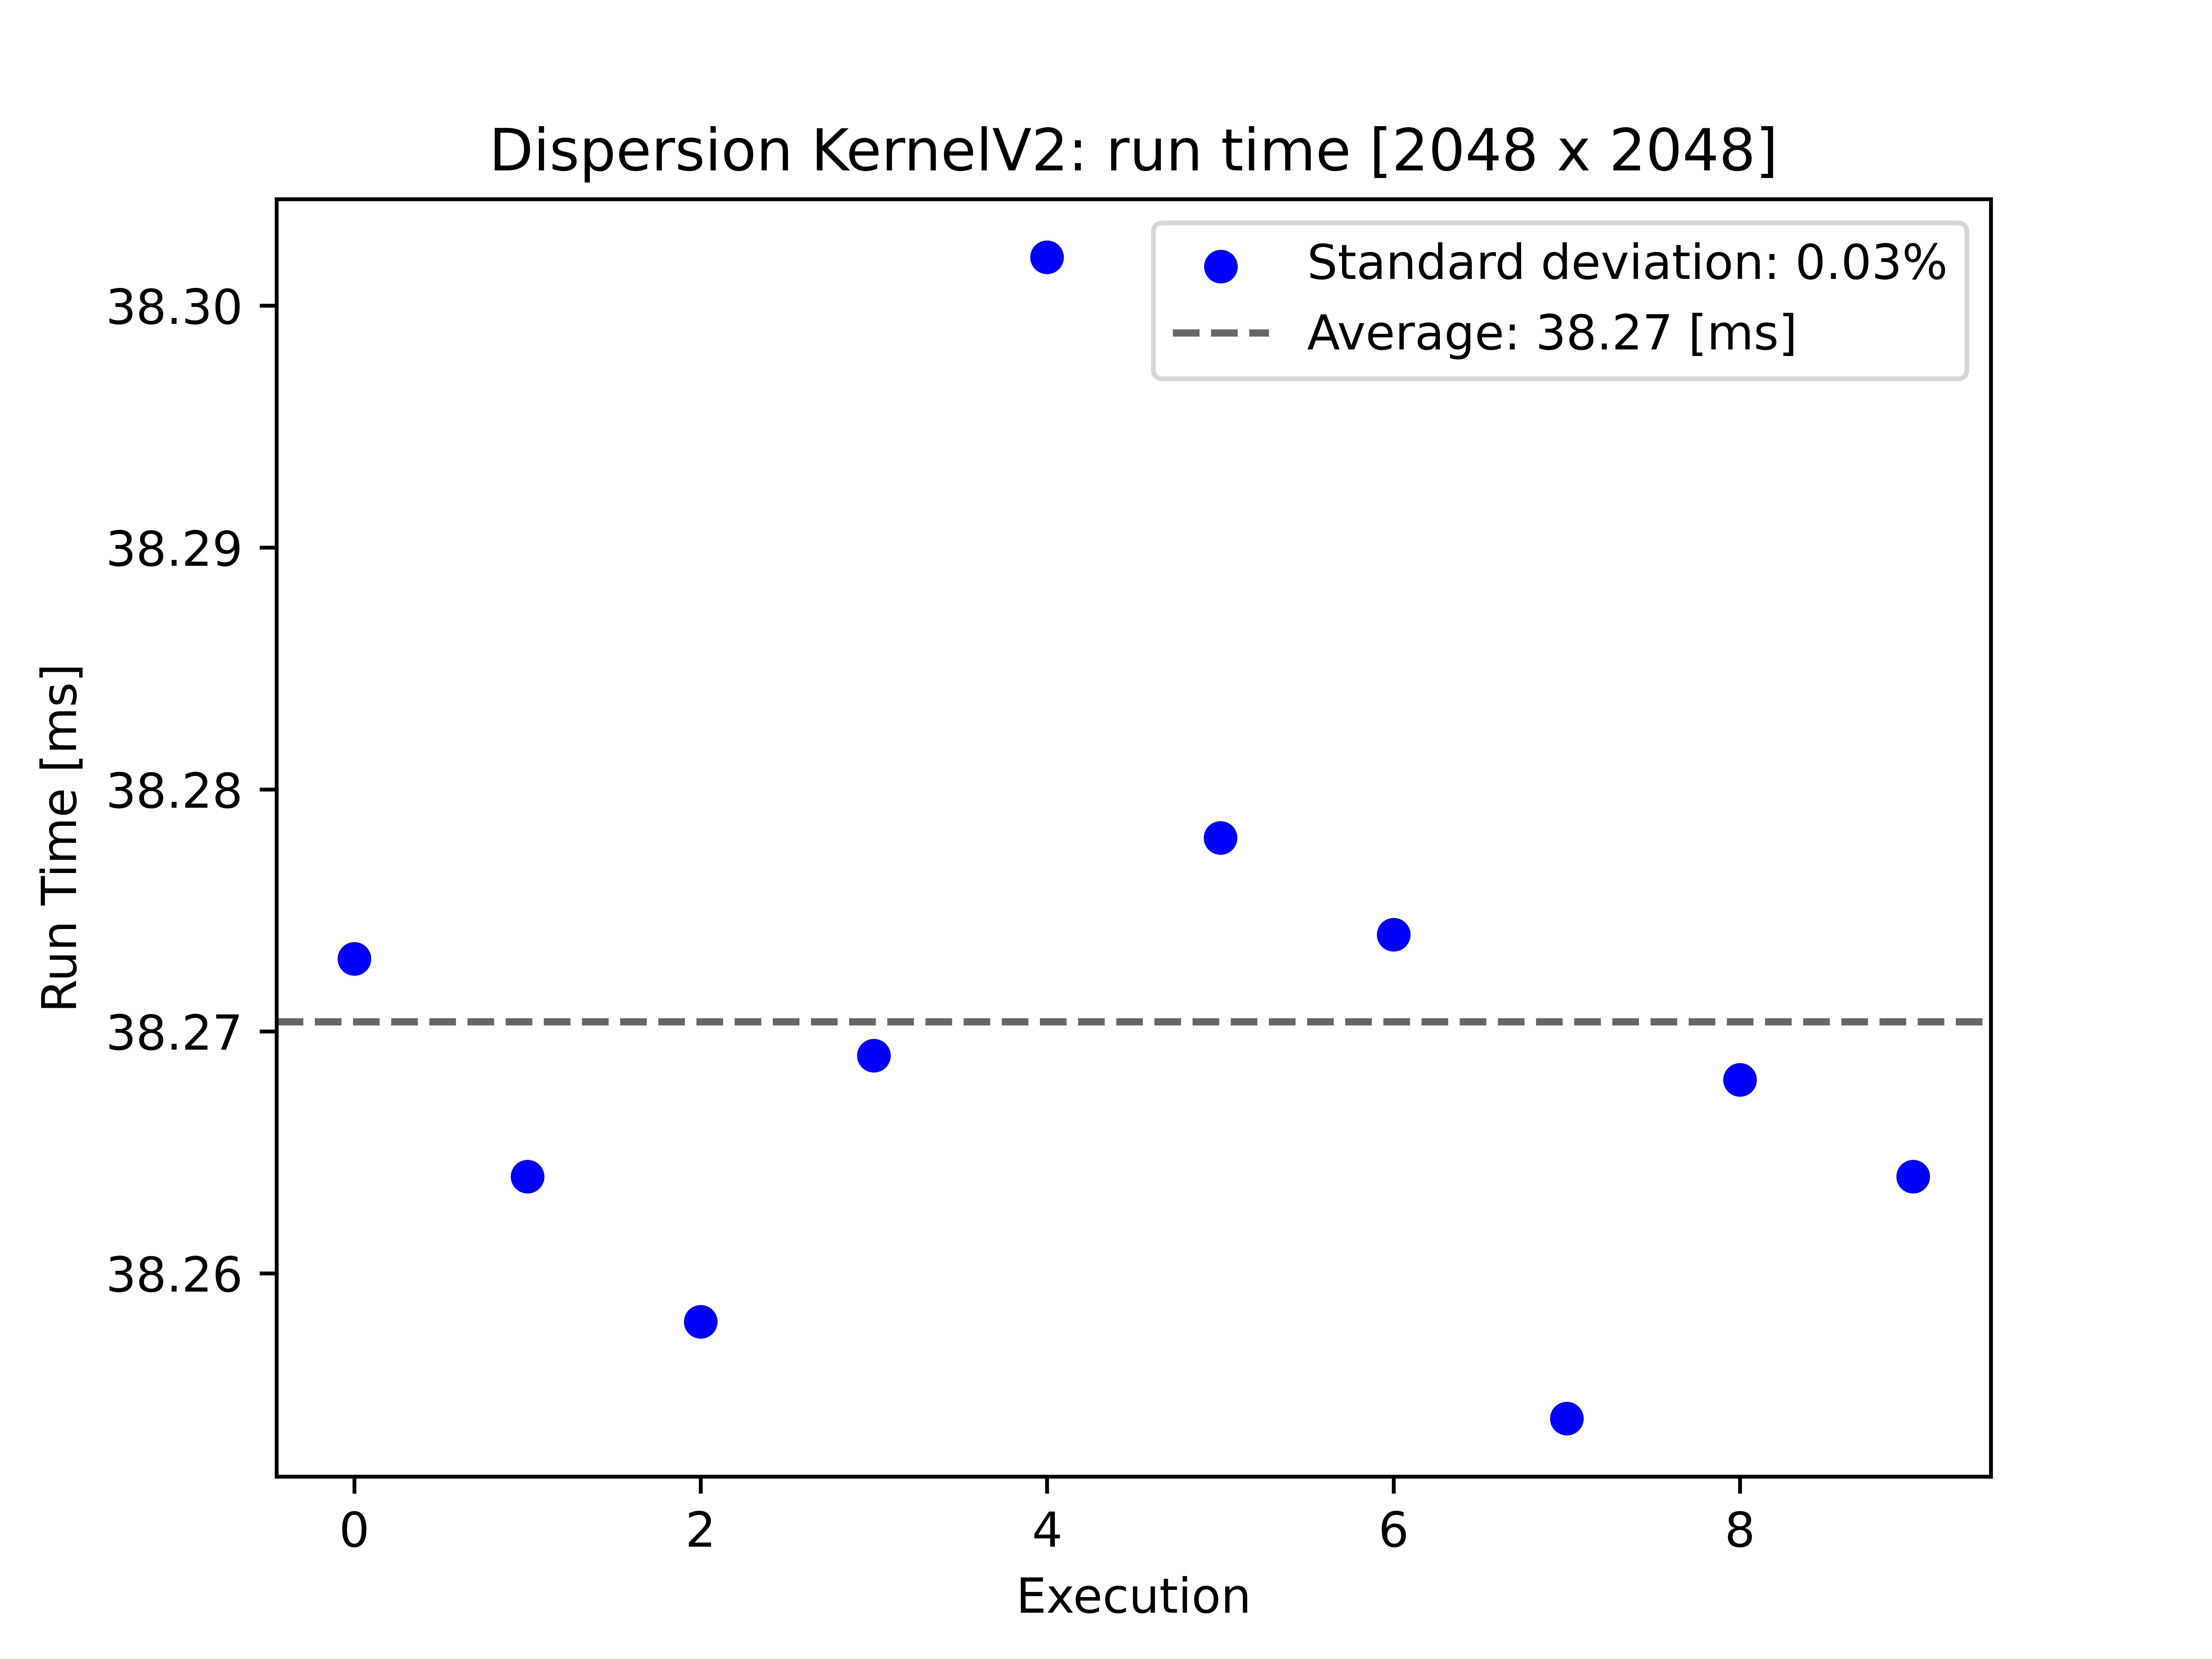 Dispersion KernelV2: run time [2048 x 2048]
Standard deviation: 0.03%
Average: 38.27 [ms]
38.30
38.29
38.28
38.27
38.26
Run Time [ms]
0 2 4 6 8
Execution